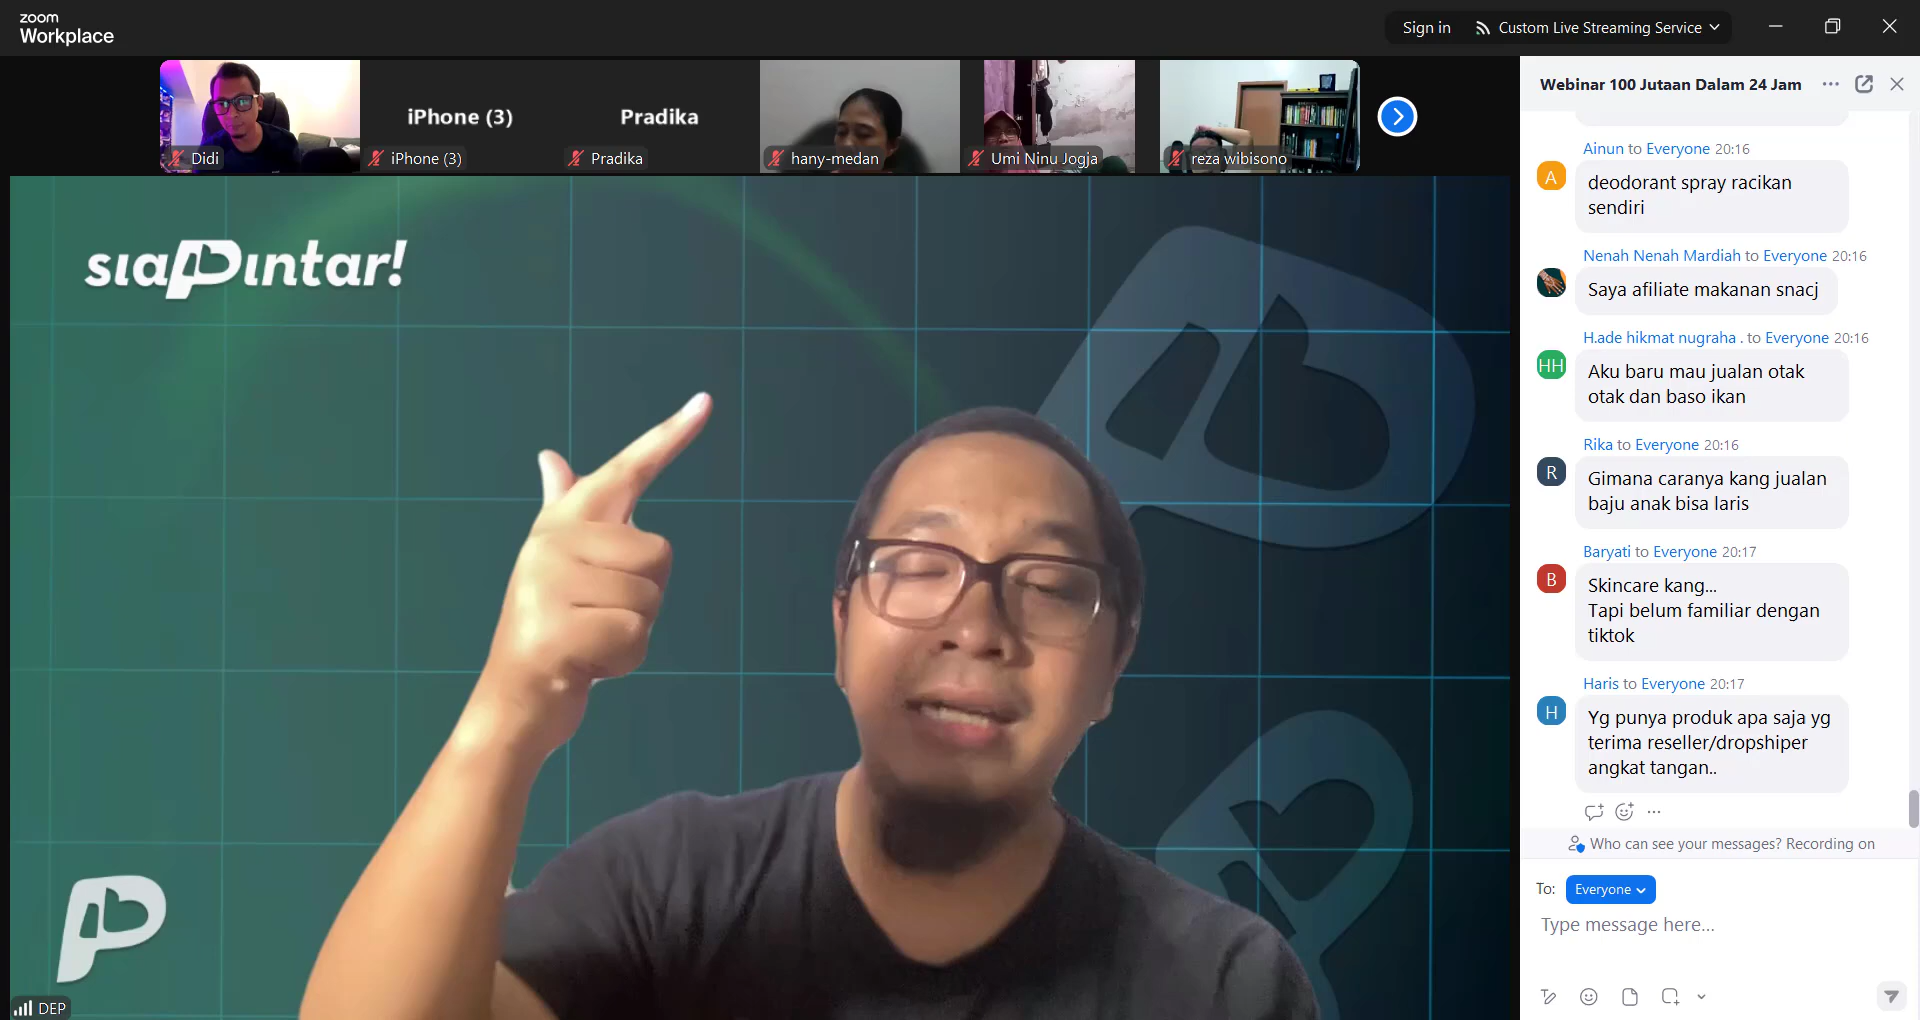 zoom
Workplace
Sign in
Custom Live Streaming Service
iPhone (3)
Pradika
Didi
iPhone (3)
Pradika
hany-medan
Umi Ninu Jogja
reza wibisono
sıaPıntar!
P
DEP
Webinar 100 Jutaan Dalam 24 Jam
Ainun to Everyone 20:16
A
deodorant spray racikan
sendiri
Nenah Nenah Mardiah to Everyone 20:16
Saya afiliate makanan snacj
H.ade hikmat nugraha . to Everyone 20:16
HH
Aku baru mau jualan otak
otak dan baso ikan
Rika to Everyone 20:16
R
Gimana caranya kang jualan
baju anak bisa laris
Baryati to Everyone 20:17
B
Skincare kang...
Tapi belum familiar dengan
tiktok
Haris to Everyone 20:17
H
Yg punya produk apa saja yg
terima reseller/dropshiper
angkat tangan..
Who can see your messages? Recording on
To: Everyone
Type message here...